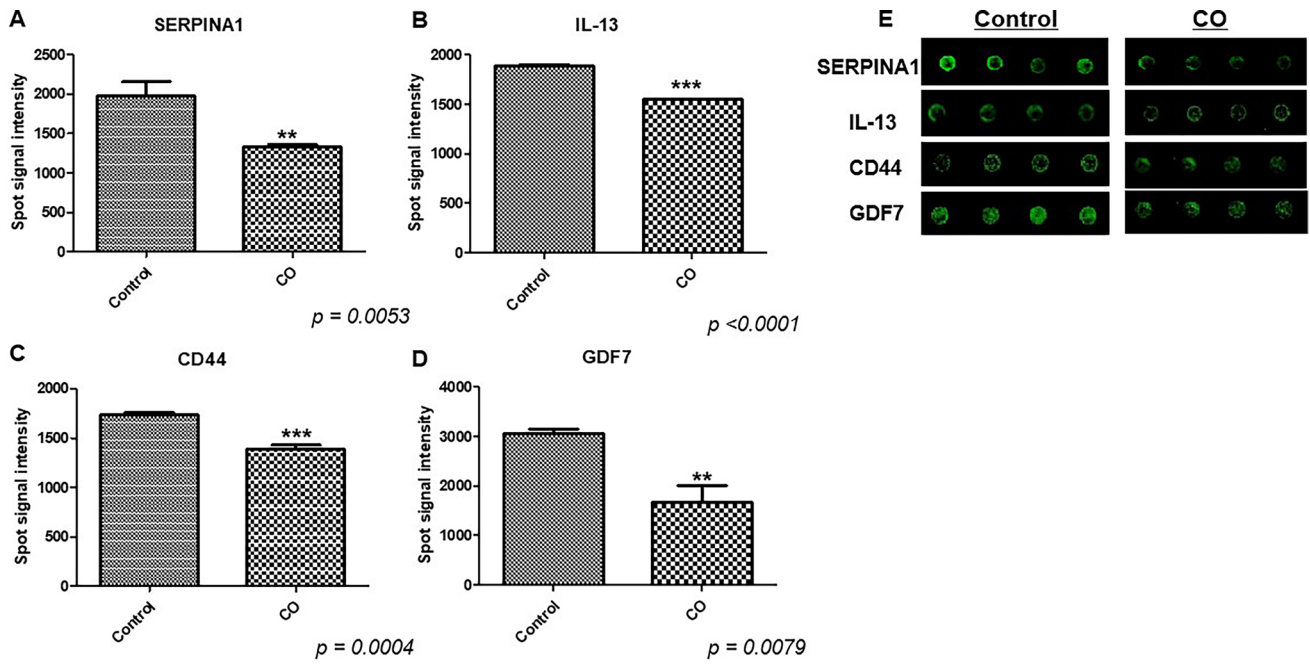 A
SERPINA1
Spot signal intensity
2500
2000
1500
1000
500
0
**
Control
CO
p = 0.0053
B
IL-13
Spot signal intensity
2000
1500
1000
500
0
***
Control
CO
p <0.0001
C
CD44
Spot signal intensity
2000
1500
1000
500
0
***
Control
CO
p = 0.0004
D
GDF7
Spot signal intensity
4000
3000
2000
1000
0
**
Control
CO
p = 0.0079
E
Control
CO
SERPINA1
IL-13
CD44
GDF7